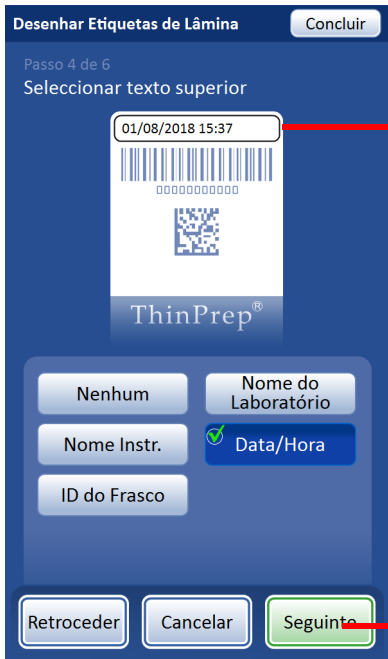 Desenhar Etiquetas de Lâmina
Concluir
Passo 4 de 6
Seleccionar texto superior
01/08/2018 15:37
00000000000
ThinPrep®
Nenhum
Nome do
Laboratório
Nome Instr.
Data/Hora
ID do Frasco
Retroceder
Cancelar
Seguinte